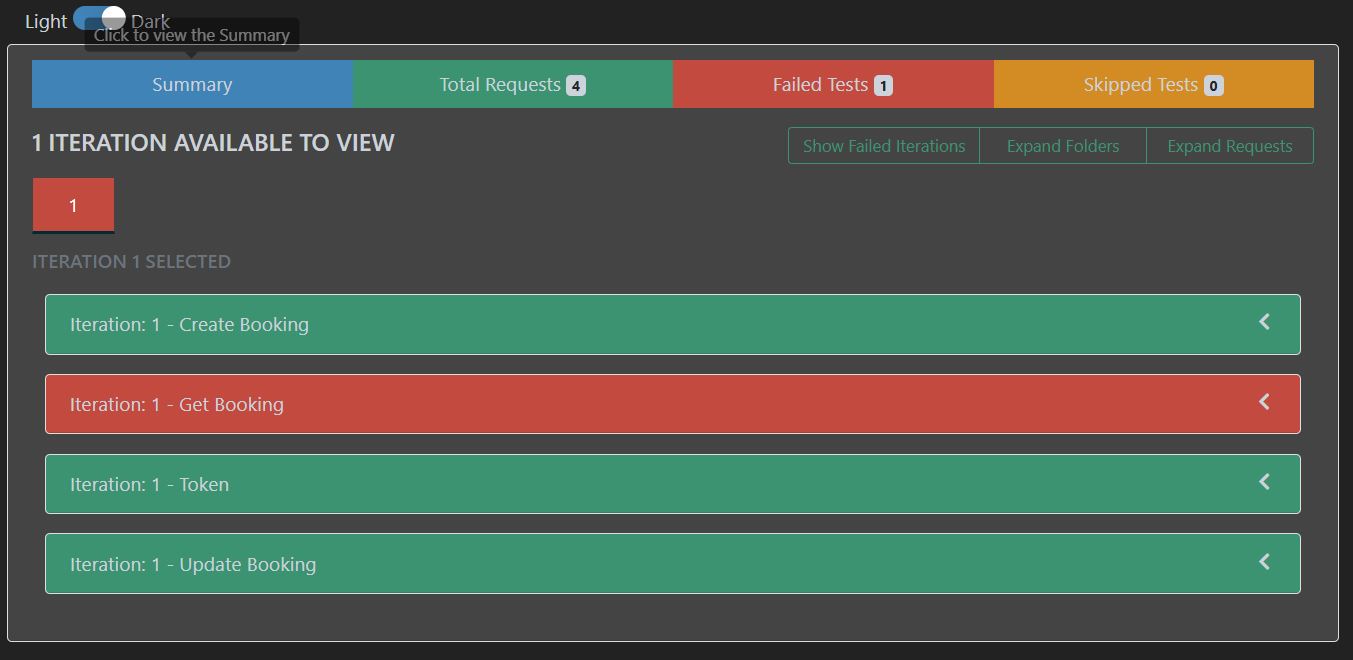 Light Dark
Click to view the Summary
Summary Total Requests 4 Failed Tests 1 Skipped Tests 0
1 ITERATION AVAILABLE TO VIEW
Show Failed Iterations Expand Folders Expand Requests
1
ITERATION 1 SELECTED
Iteration: 1 - Create Booking
Iteration: 1 - Get Booking
Iteration: 1 - Token
Iteration: 1 - Update Booking